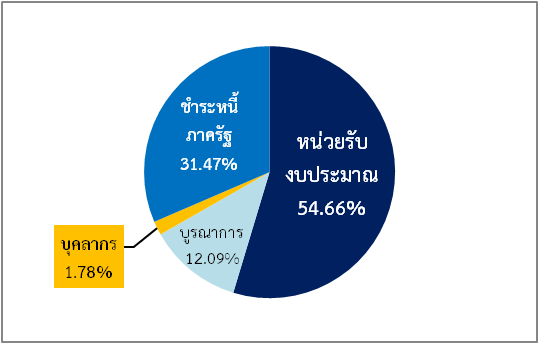 ชำระหนี้
ภาครัฐ
31.47%
หน่วยรับ
งบประมาณ
54.66%
บูรณาการ
12.09%
บุคลากร
1.78%